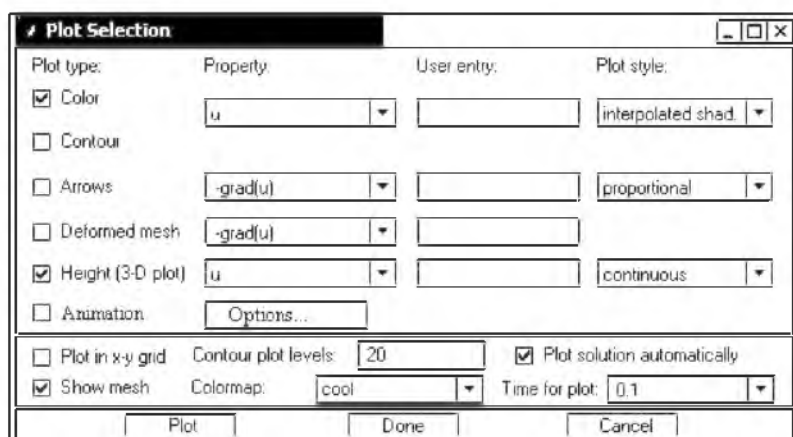 Plot Selection
Plot type: Property: User entry: Plot style:
Color
u interpolated shad.
Contour
Arrows -grad(u) proportional
Deformed mesh -grad(u)
Height (3-D plot) u continuous
Animation Options...
Plot in x-y grid Contour plot levels: 20 Plot solution automatically
Show mesh Colormap: cool Time for plot: 0.1
Plot Done Cancel